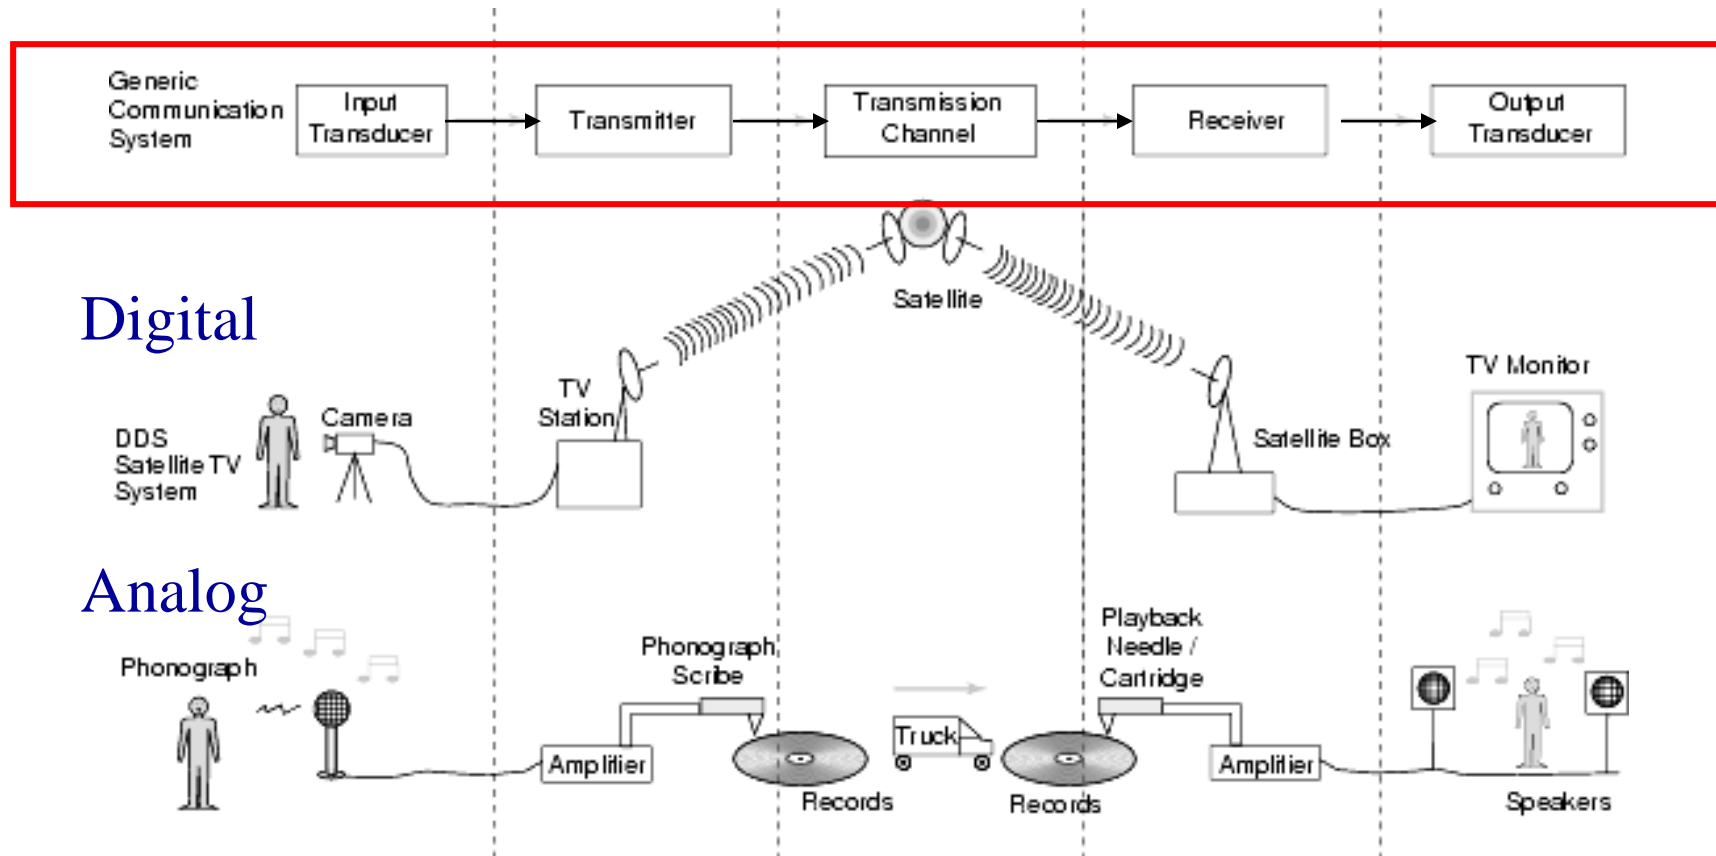 Generic
Communication
System
Input
Transducer
Transmitter
Transmission
Channel
Receiver
Output
Transducer
Satellite
Digital
TV Monitor
TV
Station
Camera
DDS
Satellite TV
System
Satellite Box
Analog
Phonograph
Phonograph
Scribe
Playback
Needle /
Cartridge
Truck
Amplifier
Amplifier
Records
Records
Speakers